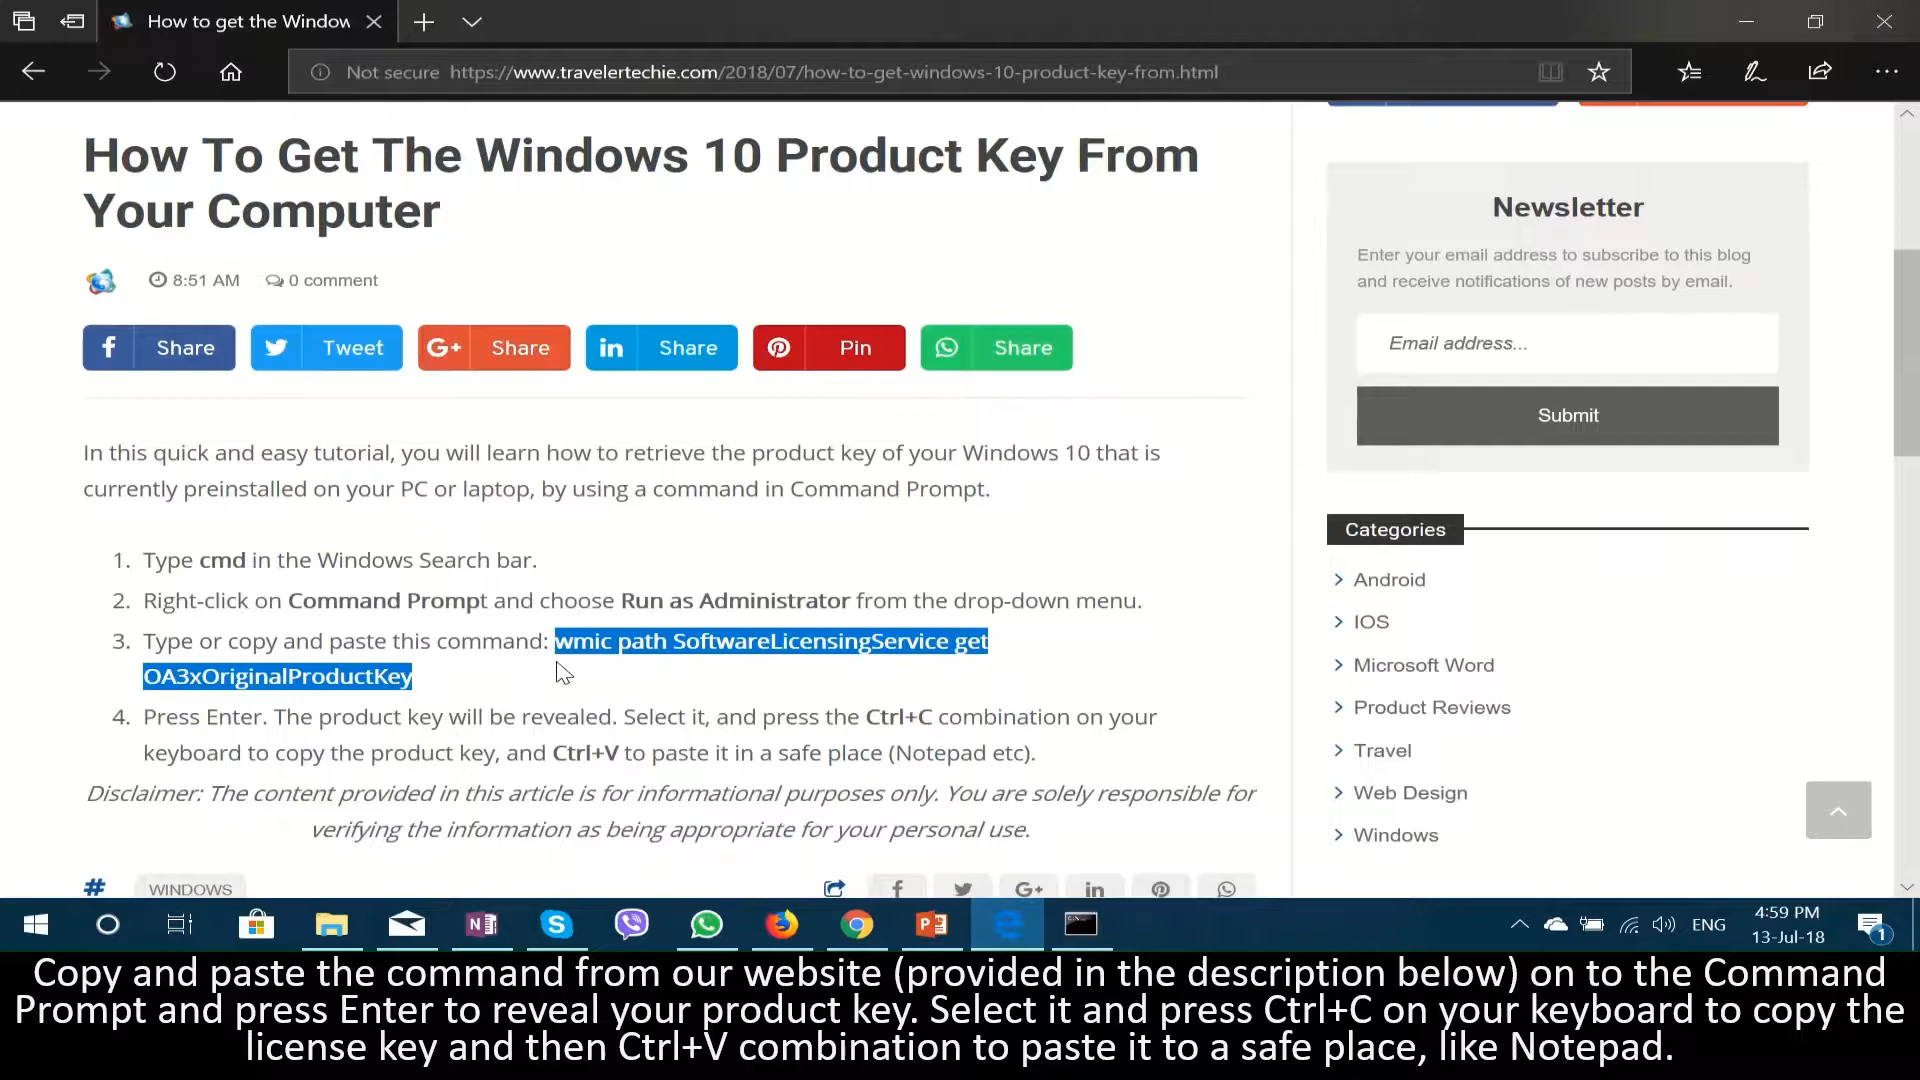 How to get the Window
Not secure https://www.travelertechie.com/2018/07/how-to-get-windows-10-product-key-from.html
How To Get The Windows 10 Product Key From
Your Computer
8:51 AM 0 comment
Share Tweet Share Share Pin Share
In this quick and easy tutorial, you will learn how to retrieve the product key of your Windows 10 that is
currently preinstalled on your PC or laptop, by using a command in Command Prompt.
1. Type cmd in the Windows Search bar.
2. Right-click on Command Prompt and choose Run as Administrator from the drop-down menu.
3. Type or copy and paste this command: wmic path SoftwareLicensingService get
OA3xOriginalProductKey
4. Press Enter. The product key will be revealed. Select it, and press the Ctrl+C combination on your
keyboard to copy the product key, and Ctrl+V to paste it in a safe place (Notepad etc).
Disclaimer: The content provided in this article is for informational purposes only. You are solely responsible for
verifying the information as being appropriate for your personal use.
# WINDOWS
Newsletter
Enter your email address to subscribe to this blog
and receive notifications of new posts by email.
Email address...
Submit
Categories
Android
IOS
Microsoft Word
Product Reviews
Travel
Web Design
Windows
ENG
4:59 PM
13-Jul-18
1
Copy and paste the command from our website (provided in the description below) on to the Command
Prompt and press Enter to reveal your product key. Select it and press Ctrl+C on your keyboard to copy the
license key and then Ctrl+V combination to paste it to a safe place, like Notepad.